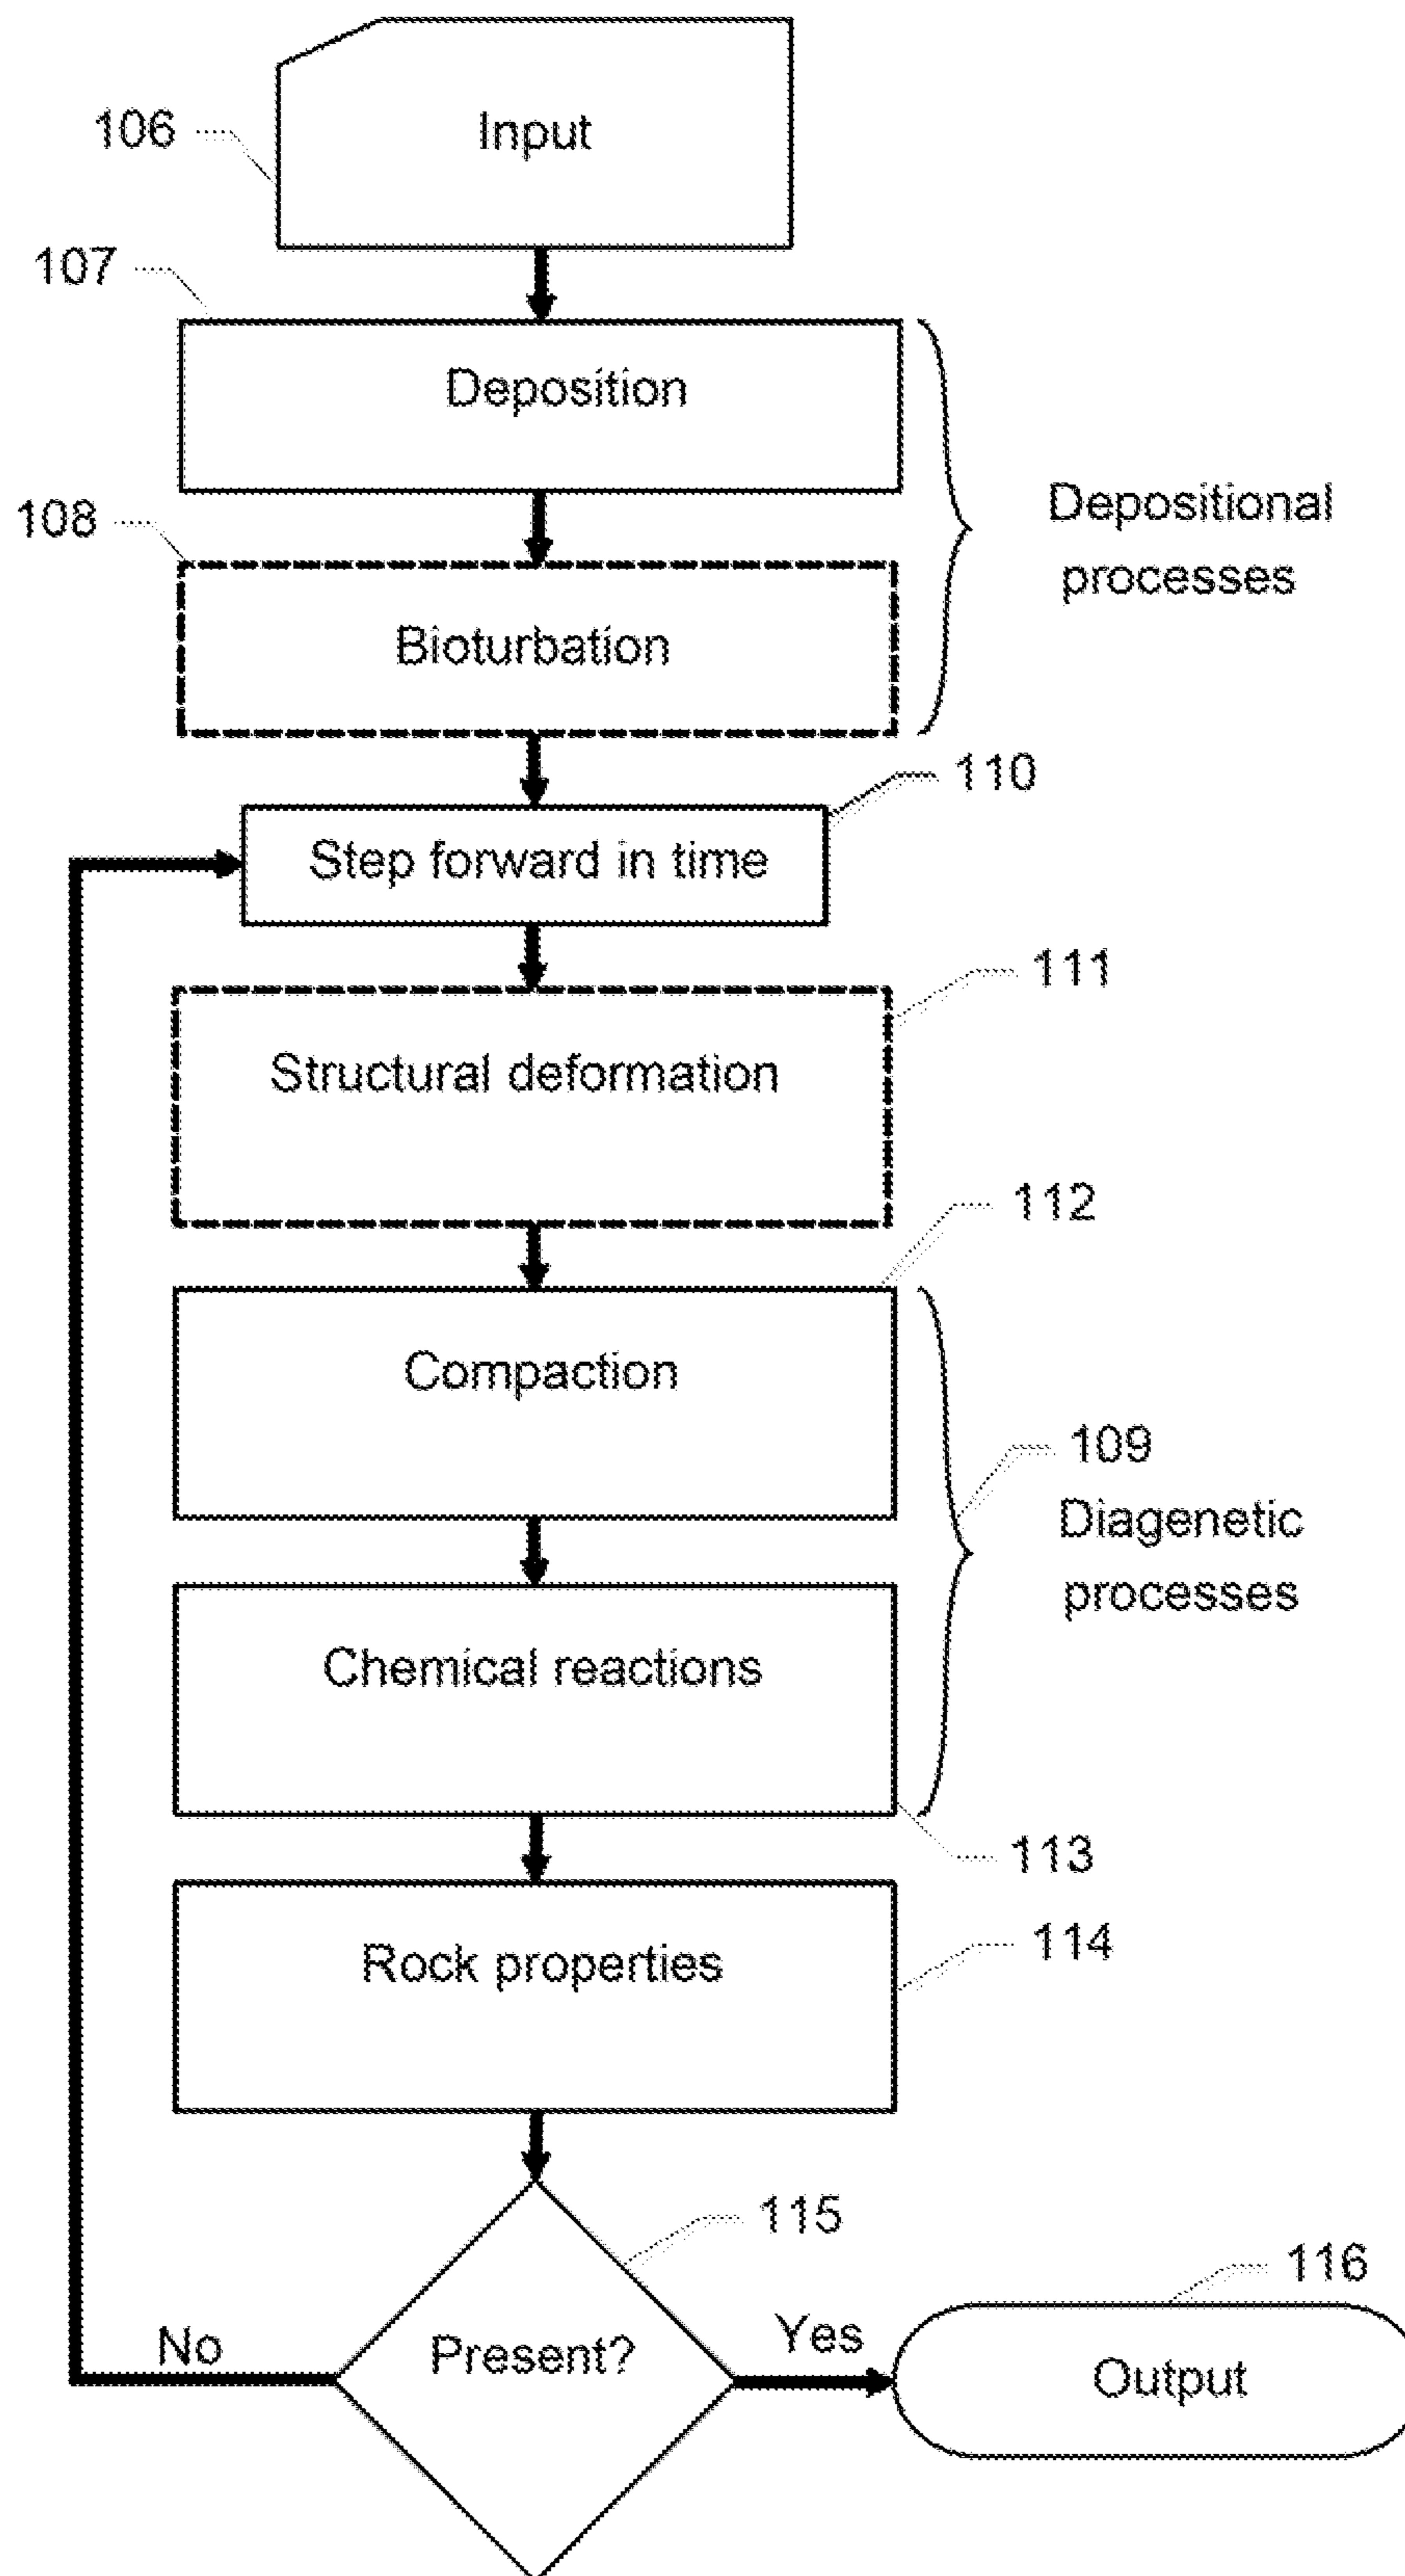 106
Input
107
Deposition
Depositional
processes
108
Bioturbation
110
Step forward in time
111
Structural deformation
112
Compaction
109
Diagenetic
processes
Chemical reactions
113
Rock properties
114
115
Present?
No
Yes
116
Output